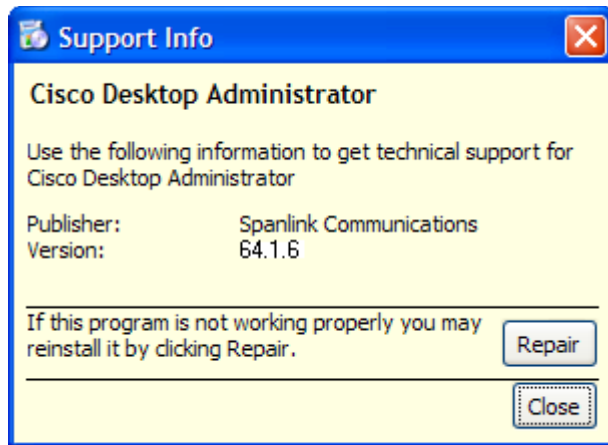 Support Info
Cisco Desktop Administrator
Use the following information to get technical support for
Cisco Desktop Administrator
Publisher: Spanlink Communications
Version: 64.1.6
If this program is not working properly you may
reinstall it by clicking Repair.
Repair
Close